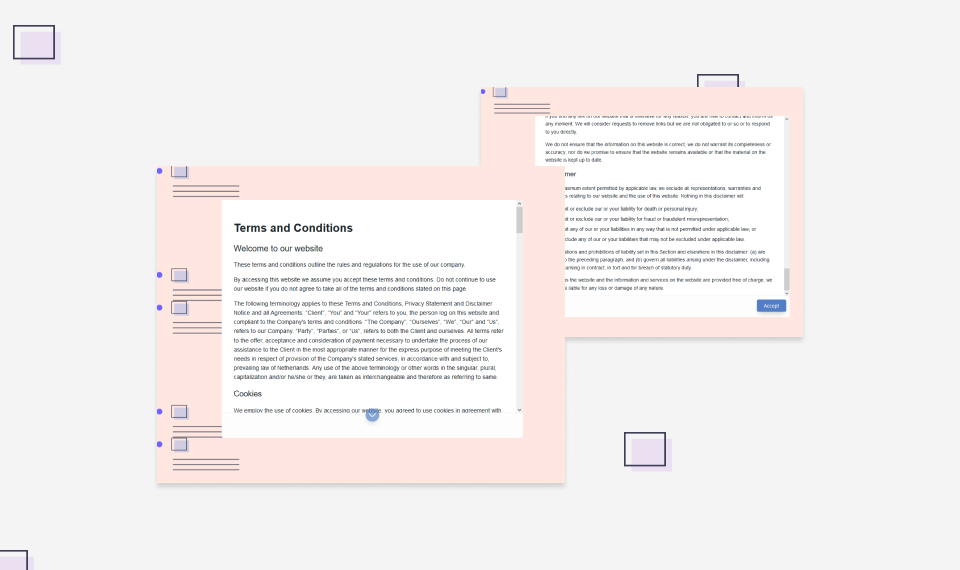 Terms and Conditions
Welcome to our website
These terms and conditions outline the rules and regulations for the use of our company.
By accessing this website we assume you accept these terms and conditions. Do not continue to use
our website if you do not agree to take all of the terms and conditions stated on this page.
The following terminology applies to these Terms and Conditions, Privacy Statement and Disclaimer
Notice and all Agreements: "Client", "You" and "Your" refers to you, the person log on this website and
compliant to the Company's terms and conditions. "The Company", "Ourselves", "We", "Our" and "Us",
refers to our Company. "Party", "Parties", or "Us", refers to both the Client and ourselves. All terms refer
to the offer, acceptance and consideration of payment necessary to undertake the process of our
assistance to the Client in the most appropriate manner for the express purpose of meeting the Client's
needs in respect of provision of the Company's stated services, in accordance with and subject to,
prevailing law of Netherlands. Any use of the above terminology or other words in the singular, plural,
capitalization and/or he/she or they, are taken as interchangeable and therefore as referring to same.
Cookies
We employ the use of cookies. By accessing our website, you agreed to use cookies in agreement with
any moment. We will consider requests to remove links but we are not obligated to or so or to respond
to you directly.
We do not ensure that the information on this website is correct, we do not warrant its completeness or
accuracy; nor do we promise to ensure that the website remains available or that the material on the
website is kept up to date.
mer
permitted by applicable law, we exclude all representations, warranties and
relating to our website and the use of this website. Nothing in this disclaimer will:
or exclude our or your liability for death or personal injury;
or exclude our or your liability for fraud or fraudulent misrepresentation;
any of our or your liabilities in any way that is not permitted under applicable law; or
any of our or your liabilities that may not be excluded under applicable law.
and prohibitions of liability set in this Section and elsewhere in this disclaimer: (a) are
the preceding paragraph; and (b) govern all liabilities arising under the disclaimer, including
arising in contract, in tort and for breach of statutory duty.
the website and the information and services on the website are provided free of charge, we
liable for any loss or damage of any nature.
Accept